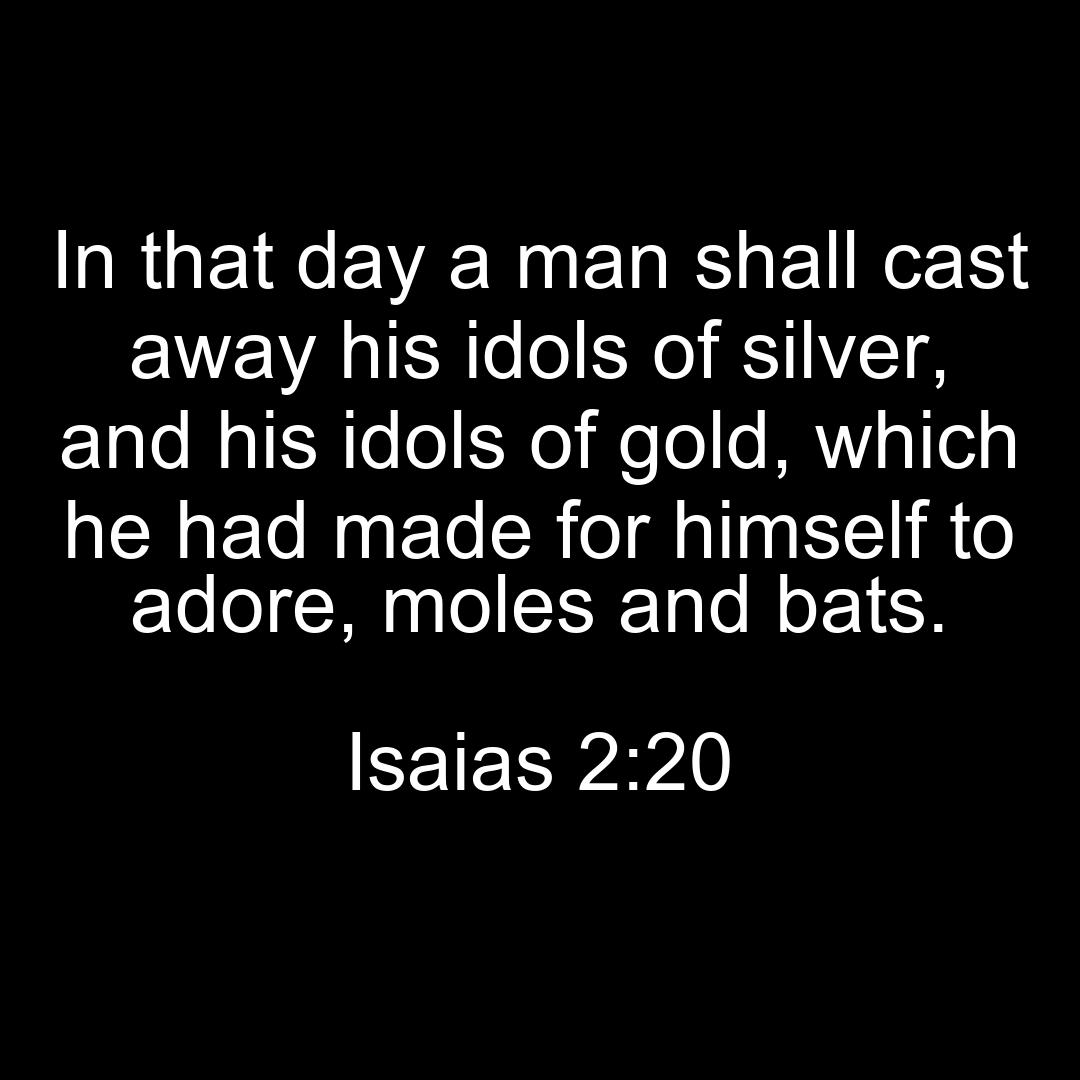 In that day a man shall cast
away his idols of silver,
and his idols of gold, which
he had made for himself to
adore, moles and bats.
Isaias 2:20